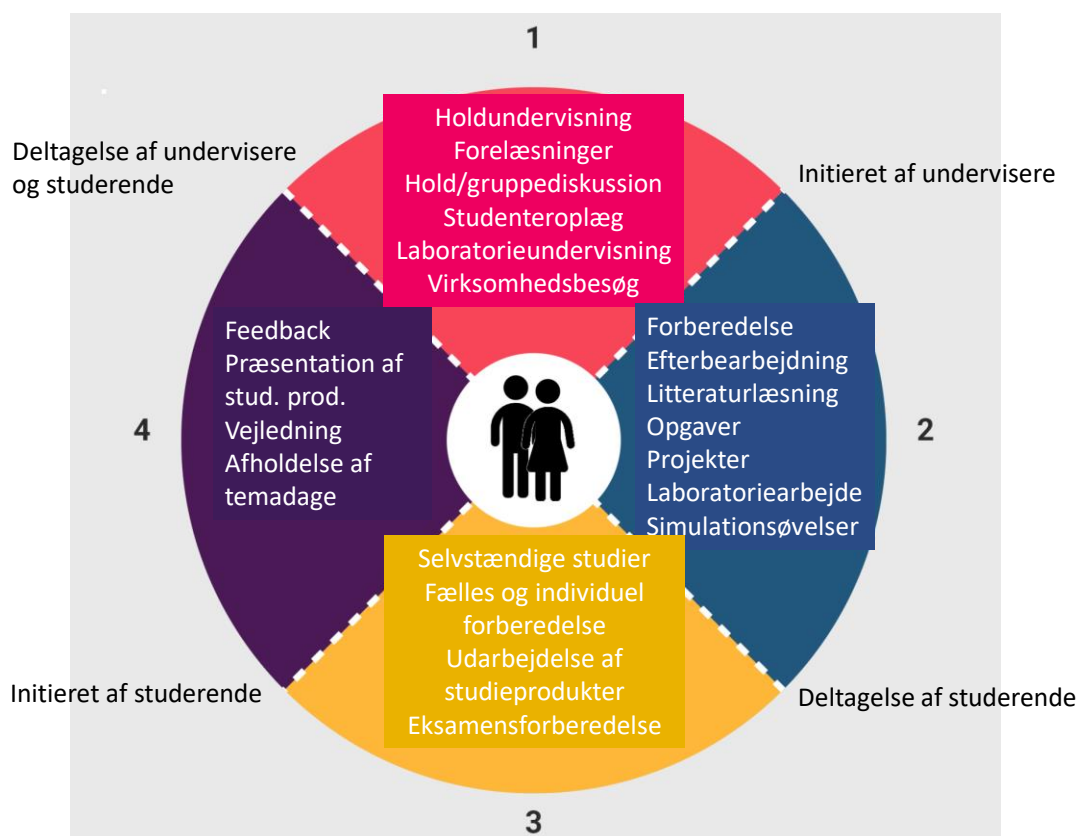 1
Holdundervisning
Forelæsninger
Hold/gruppediskussion
Studenteroplæg
Laboratorieundervisning
Virksomhedsbesøg
Deltagelse af undervisere
og studerende
Initieret af undervisere
Forberedelse
Efterbearbejdning
Litteraturlæsning
Opgaver
Projekter
Laboratoriearbejde
Simulationsøvelser
2
Feedback
Præsentation af
stud. prod.
Vejledning
Afholdelse af
temadage
4
Selvstændige studier
Fælles og individuel
forberedelse
Udarbejdelse af
studieprodukter
Eksamensforberedelse
Initieret af studerende
Deltagelse af studerende
3